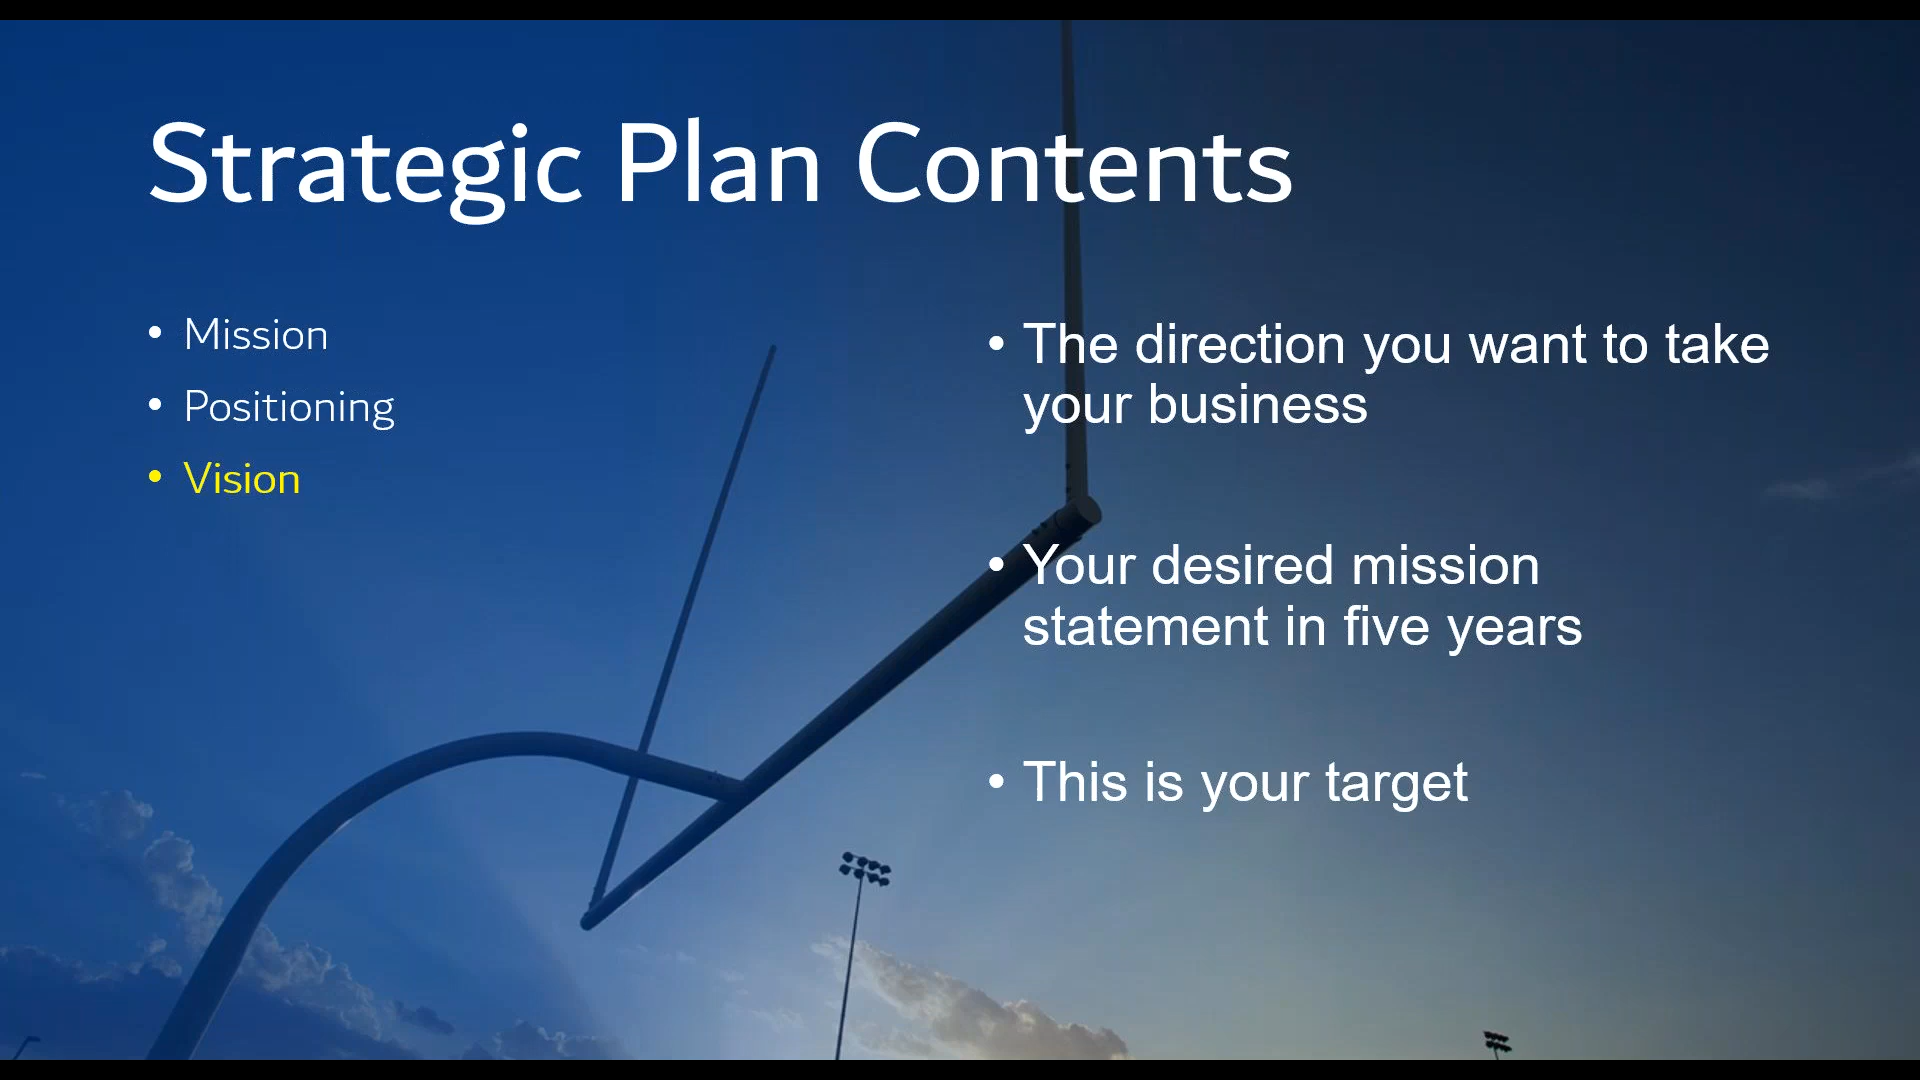 Strategic Plan Contents
• Mission
• Positioning
• Vision
• The direction you want to take
your business
• Your desired mission
statement in five years
• This is your target